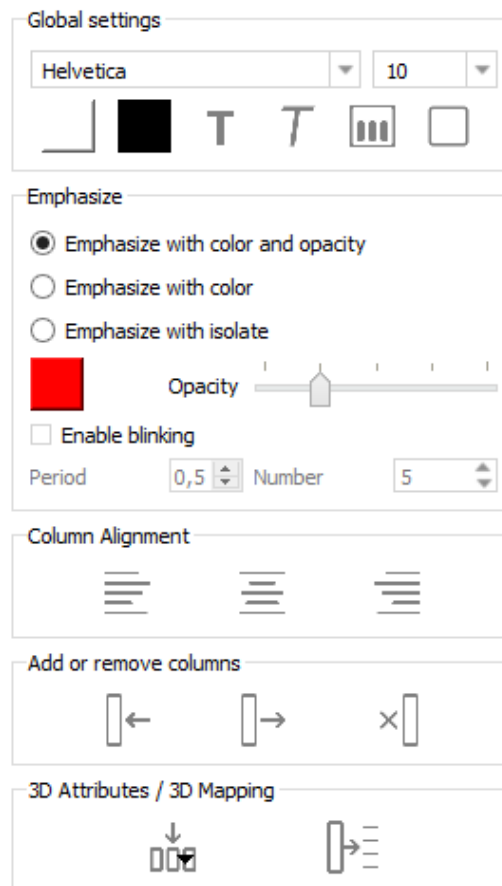 Global settings
Helvetica 10
T T
Emphasize
Emphasize with color and opacity
Emphasize with color
Emphasize with isolate
Opacity
Enable blinking
Period 0,5 Number 5
Column Alignment
Add or remove columns
3D Attributes / 3D Mapping